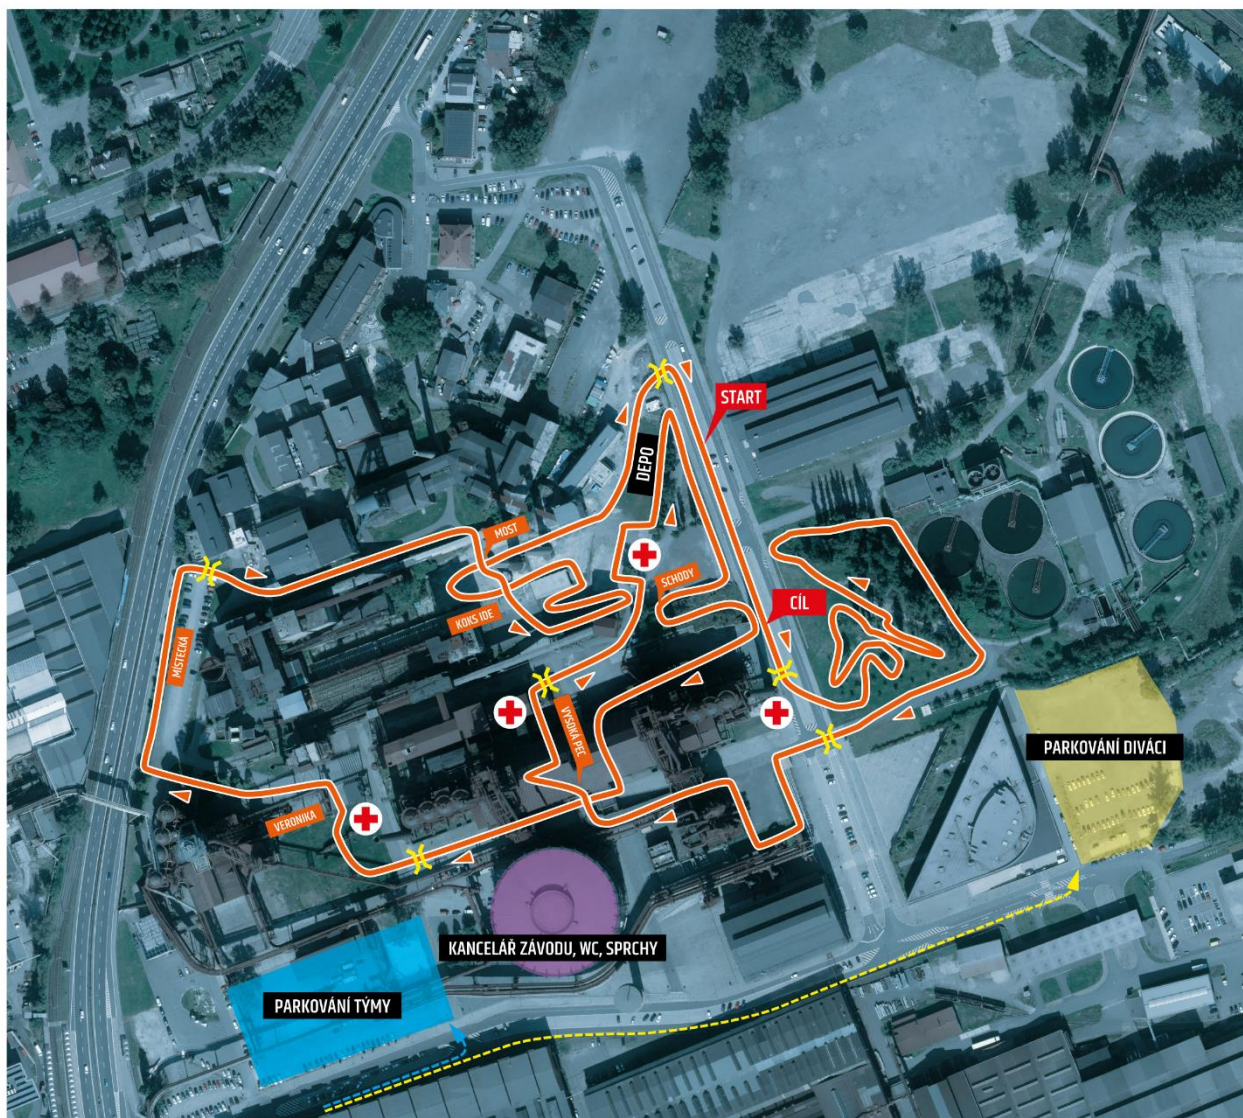 START
DEPO
MOST
SCHODY
CÍL
KOKS IDE
MÍSTECKÁ
VYSOKÁ PEC
PARKOVÁNÍ DIVÁCI
VERONIKA
KANCELÁŘ ZÁVODU, WC, SPRCHY
PARKOVÁNÍ TÝMY